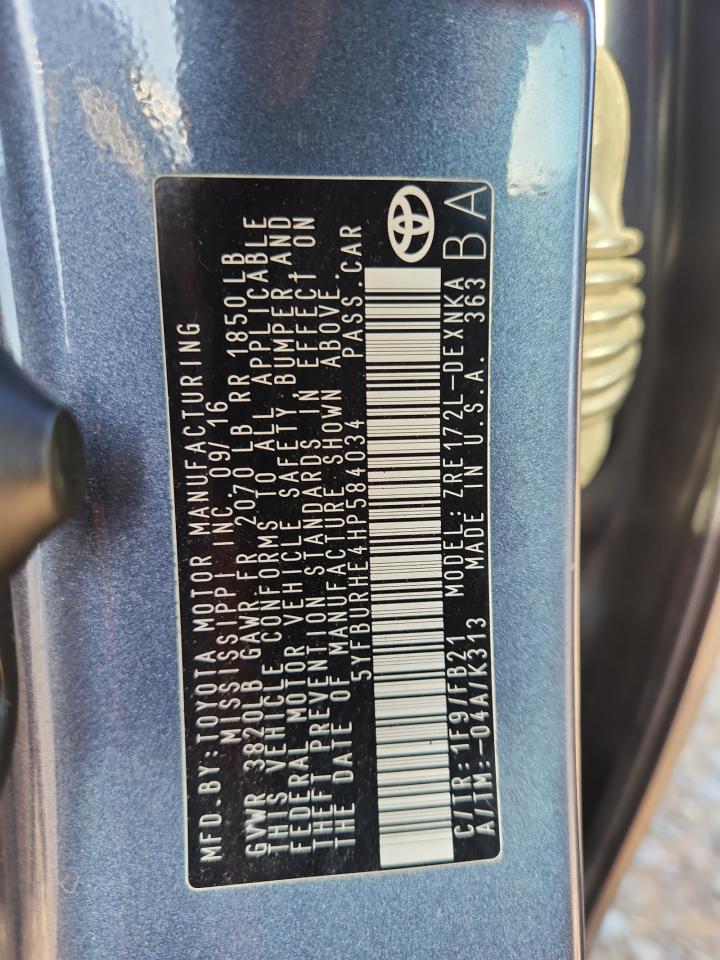 MFD.BY:TOYOTA MOTOR MANUFACTURING
MISSISSIPPI INC. 09/16
GVWR 3820LB GAWR FR 2070 LB RR 1850 LB
THIS VEHICLE CONFORMS TO ALL APPLICABLE
FEDERAL MOTOR VEHICLE SAFETY, BUMPER AND
THEFT PREVENTION STANDARDS IN EFFECT ON
THE DATE OF MANUFACTURE SHOWN ABOVE.
5YFBURHE4HP584034 PASS.CAR
C/TR: 1F9/FB21 MODEL: ZRE172L-DEXNKA
A/TM:-04A/K313 MADE IN U.S.A. 363
BA